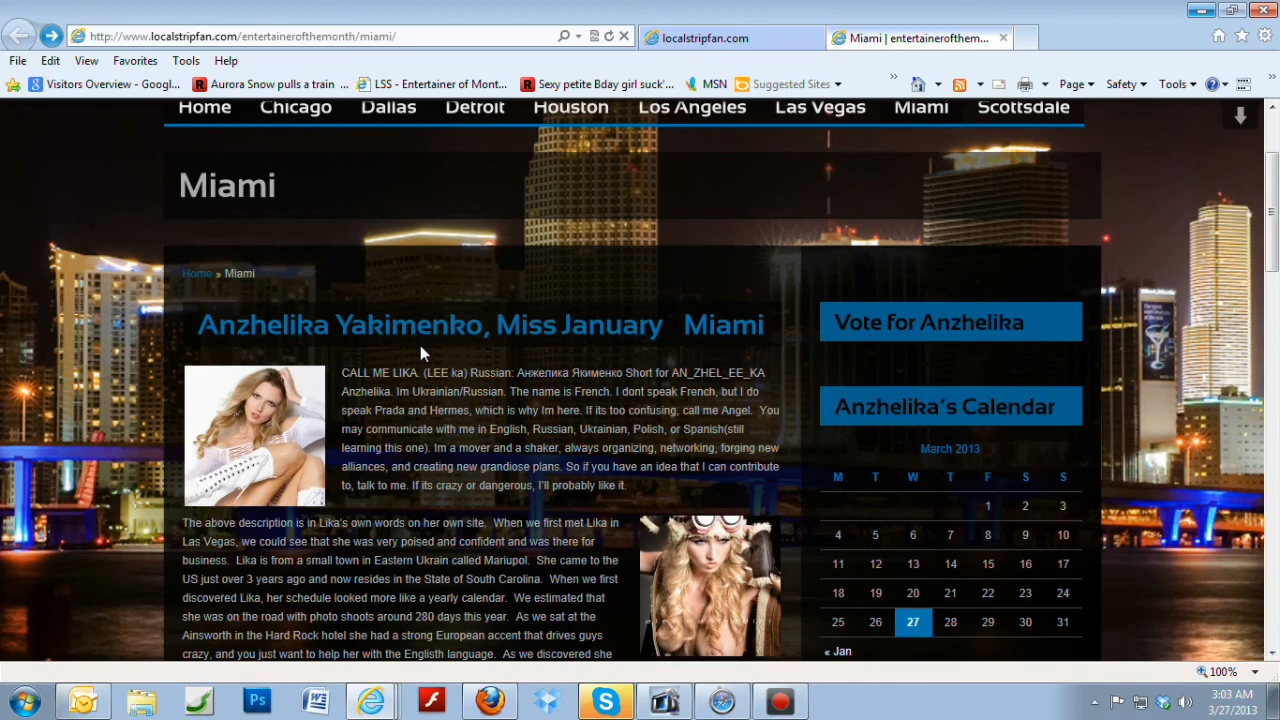 http://www.localstripfan.com/entertainerofthemonth/miami/
localstripfan.com
Miami | entertainerofthem...
File Edit View Favorites Tools Help
Visitors Overview - Googl...
Aurora Snow pulls a train ...
LSS - Entertainer of Mont...
Sexy petite Bday girl suck'...
MSN
Suggested Sites
Page
Safety
Tools
Home Chicago Dallas Detroit Houston Los Angeles Las Vegas Miami Scottsdale
Miami
Home » Miami
Anzhelika Yakimenko, Miss January Miami
CALL ME LIKA. (LEE ka) Russian: Анжелика Якименко Short for AN_ZHEL_EE_KA
Anzhelika. Im Ukrainian/Russian. The name is French. I dont speak French, but I do
speak Prada and Hermes, which is why Im here. If its too confusing, call me Angel. You
may communicate with me in English, Russian, Ukrainian, Polish, or Spanish(still
learning this one). Im a mover and a shaker, always organizing, networking, forging new
alliances, and creating new grandiose plans. So if you have an idea that I can contribute
to, talk to me. If its crazy or dangerous, I'll probably like it.
The above description is in Lika's own words on her own site. When we first met Lika in
Las Vegas, we could see that she was very poised and confident and was there for
business. Lika is from a small town in Eastern Ukrain called Mariupol. She came to the
US just over 3 years ago and now resides in the State of South Carolina. When we first
discovered Lika, her schedule looked more like a yearly calendar. We estimated that
she was on the road with photo shoots around 280 days this year. As we sat at the
Ainsworth in the Hard Rock hotel she had a strong European accent that drives guys
crazy, and you just want to help her with the Englisth language. As we discovered she
Vote for Anzhelika
Anzhelika's Calendar
March 2013
M T W T F S S
1 2 3
4 5 6 7 8 9 10
11 12 13 14 15 16 17
18 19 20 21 22 23 24
25 26 27 28 29 30 31
« Jan
100%
3:03 AM
3/27/2013